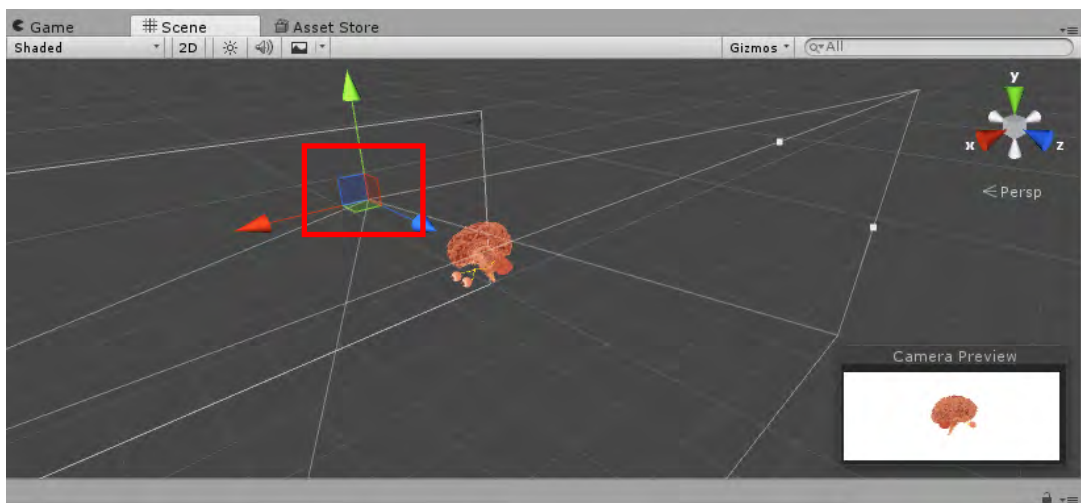 Game Scene Asset Store
Shaded 2D Gizmos All
y
x z
Persp
Camera Preview